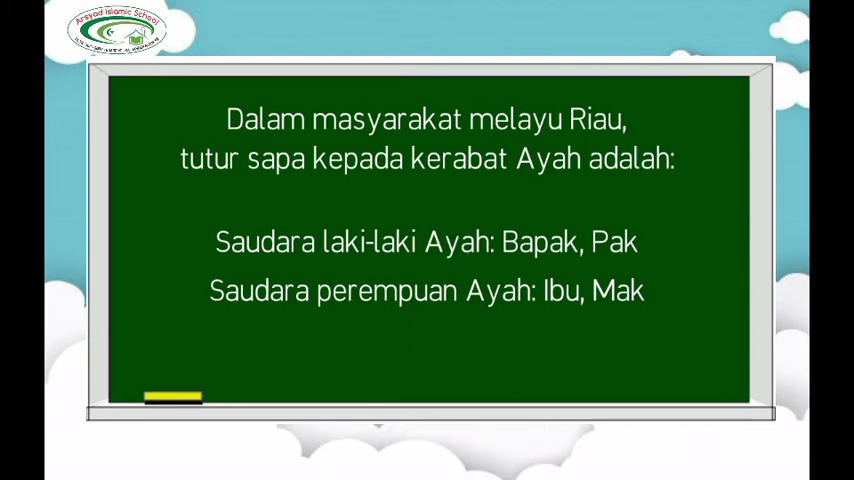 Arsyad Islamic School
Dalam masyarakat melayu Riau,
tutur sapa kepada kerabat Ayah adalah:
Saudara laki-laki Ayah: Bapak, Pak
Saudara perempuan Ayah: Ibu, Mak